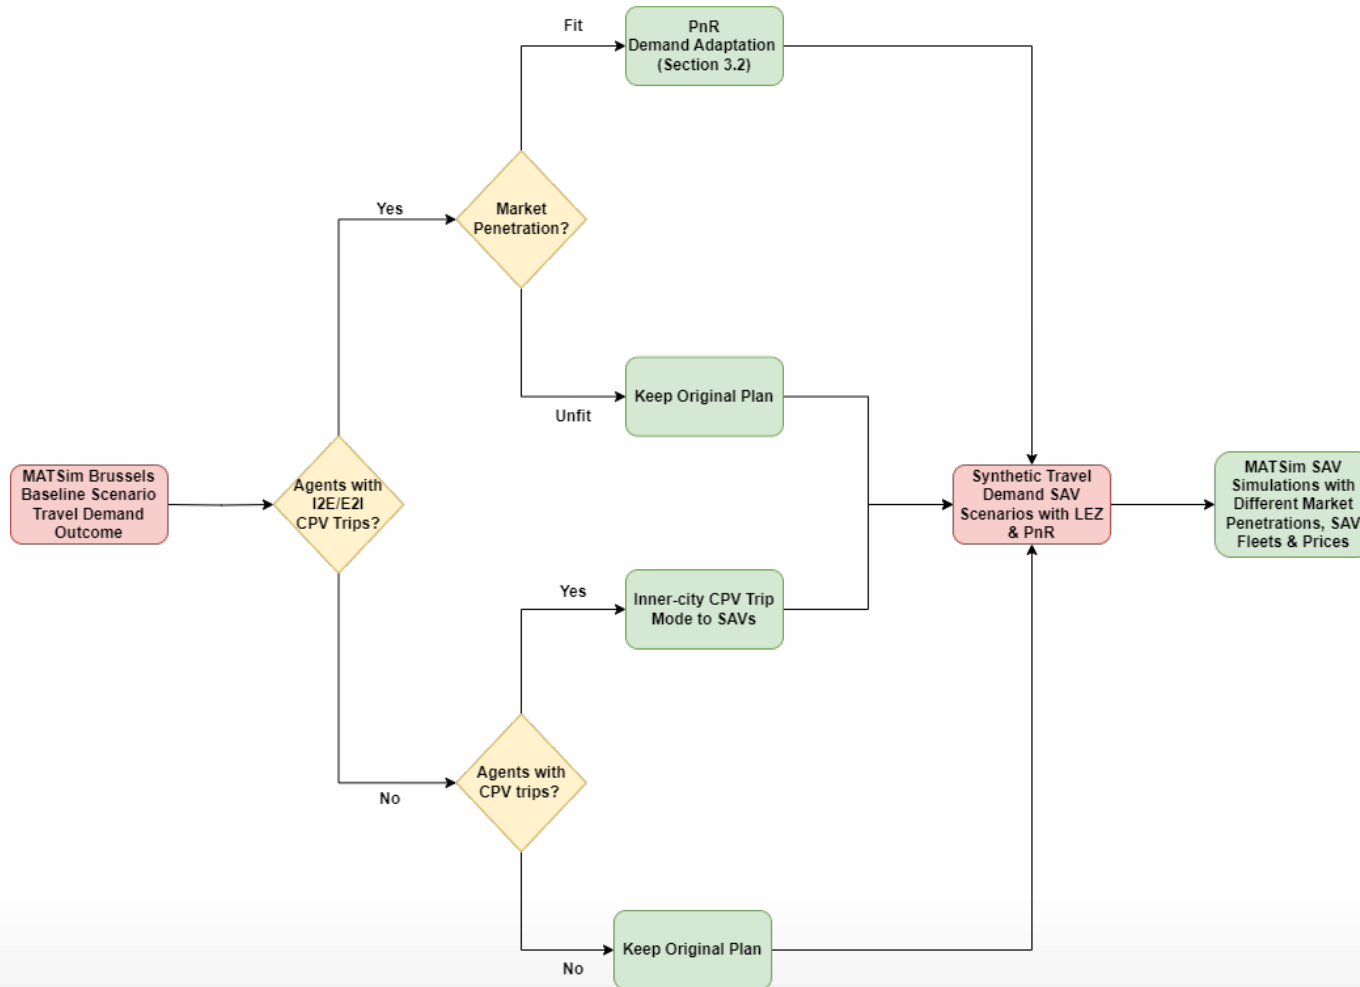 Fit
PnR
Demand Adaptation
(Section 3.2)
Yes
Market
Penetration?
Unfit
Keep Original Plan
MATSim Brussels
Baseline Scenario
Travel Demand
Outcome
Agents with
I2E/E2I
CPV Trips?
Synthetic Travel
Demand SAV
Scenarios with LEZ
& PnR
MATSim SAV
Simulations with
Different Market
Penetrations, SAV
Fleets & Prices
Yes
Inner-city CPV Trip
Mode to SAVs
No
Agents with
CPV trips?
No
Keep Original Plan